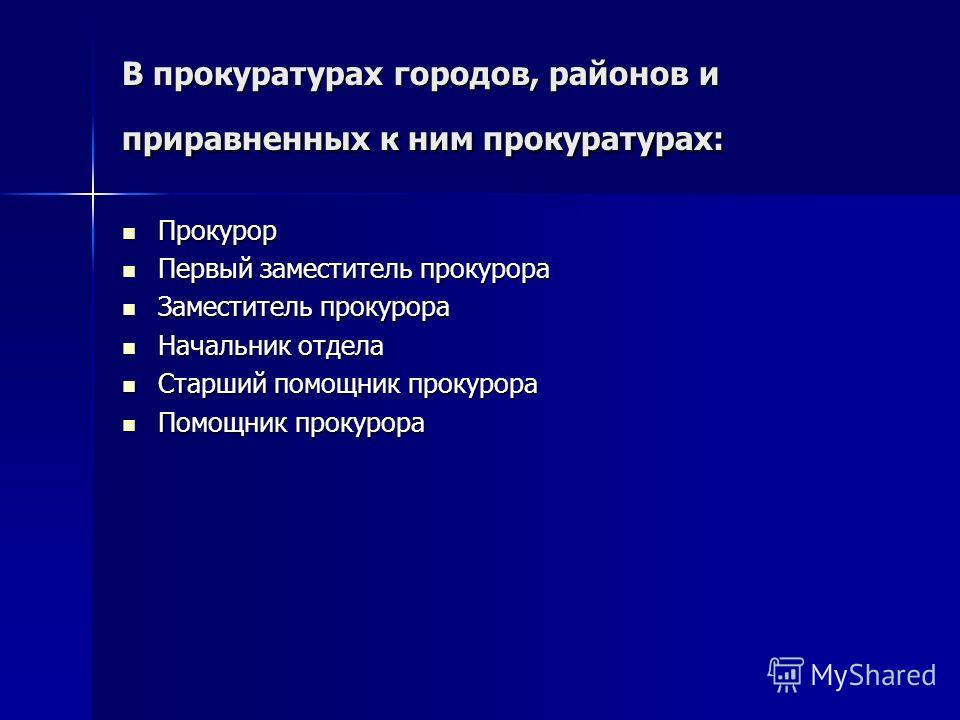 В прокуратурах городов, районов и
приравненных к ним прокуратурах:
Прокурор
Первый заместитель прокурора
Заместитель прокурора
Начальник отдела
Старший помощник прокурора
Помощник прокурора
MyShared